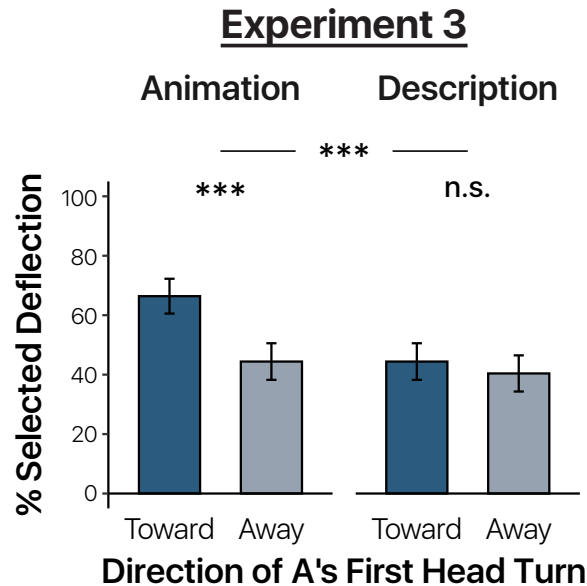 Experiment 3
Animation Description
***
*** n.s.
% Selected Deflection
100
80
60
40
20
0
Toward Away Toward Away
Direction of A's First Head Turn